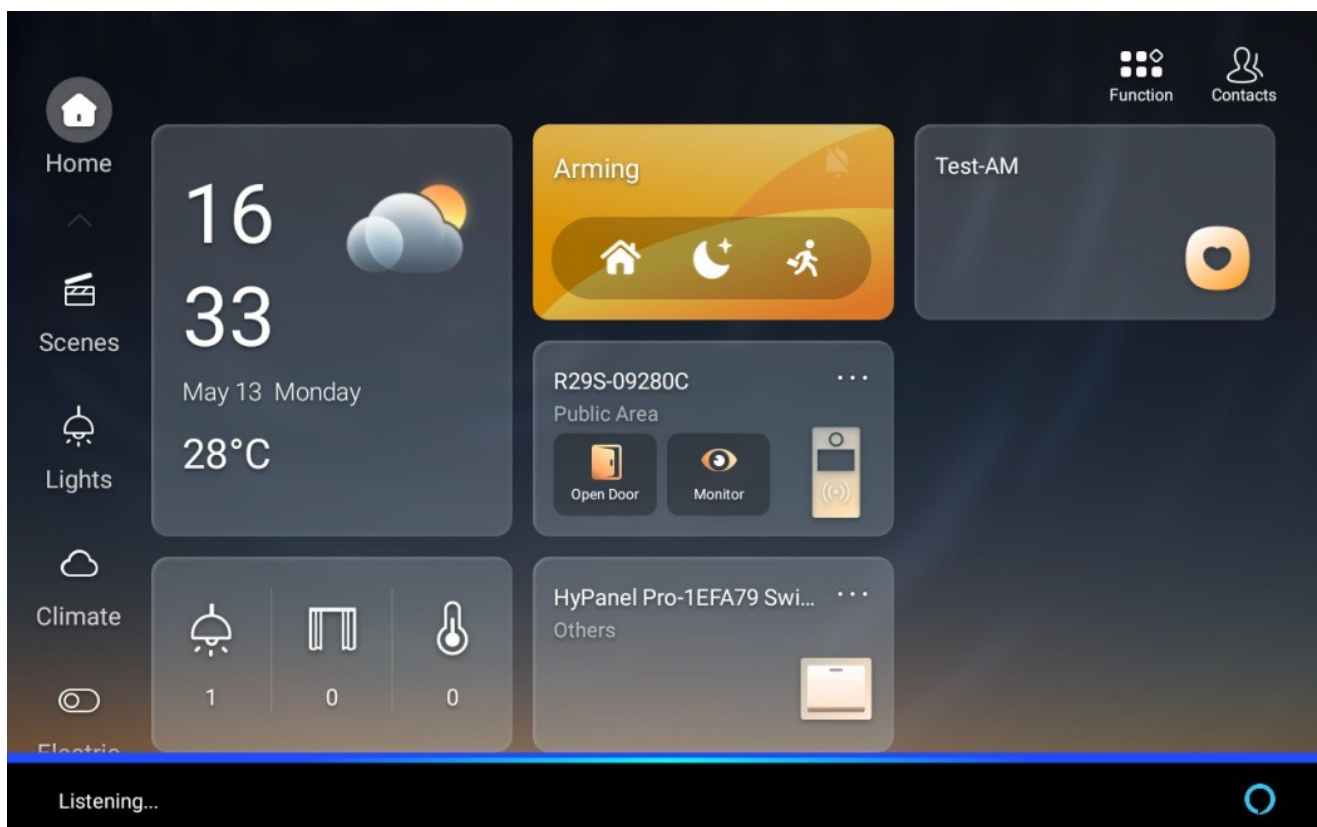 Function
Contacts
Home
Scenes
Lights
Climate
Electric
16
33
May 13 Monday
28°C
1
0
0
Arming
R29S-09280C
Public Area
Open Door
Monitor
HyPanel Pro-1EFA79 Swi...
Others
Test-AM
Listening...